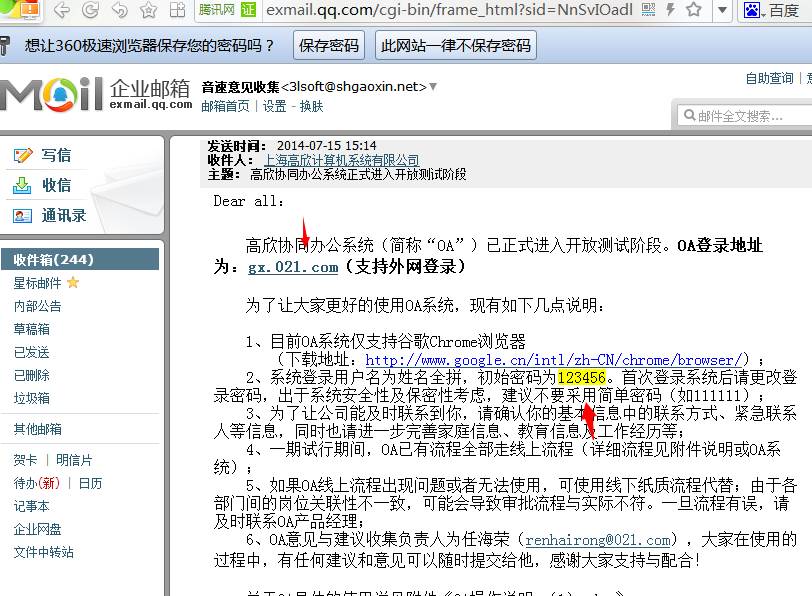 腾讯网 证 exmail.qq.com/cgi-bin/frame_html?sid=NnSvIOadl 百度
想让360极速浏览器保存您的密码吗？ 保存密码 此网站一律不保存密码
Mail 企业邮箱 exmail.qq.com
音速意见收集<3lsoft@shgaoxin.net>
邮箱首页 | 设置 - 换肤
自助查询 |
邮件全文搜索...
写信
收信
通讯录
收件箱(244)
星标邮件
内部公告
草稿箱
已发送
已删除
垃圾箱
其他邮箱
贺卡 | 明信片
待办(新) | 日历
记事本
企业网盘
文件中转站
发送时间： 2014-07-15 15:14
收件人： 上海高欣计算机系统有限公司
主题： 高欣协同办公系统正式进入开放测试阶段
Dear all：
高欣协同办公系统（简称“OA”）已正式进入开放测试阶段。OA登录地址
为：gx.021.com（支持外网登录）
为了让大家更好的使用OA系统，现有如下几点说明：
1、目前OA系统仅支持谷歌Chrome浏览器
（下载地址：http://www.google.cn/intl/zh-CN/chrome/browser/）；
2、系统登录用户名为姓名全拼，初始密码为123456。首次登录系统后请更改登
录密码，出于系统安全性及保密性考虑，建议不要采用简单密码（如111111）；
3、为了让公司能及时联系到你，请确认你的基本信息中的联系方式、紧急联系
人等信息，同时也请进一步完善家庭信息、教育信息及工作经历等；
4、一期试行期间，OA已有流程全部走线上流程（详细流程见附件说明或OA系
统）；
5、如果OA线上流程出现问题或者无法使用，可使用线下纸质流程代替；由于各
部门间的岗位关联性不一致，可能会导致审批流程与实际不符。一旦流程有误，请
及时联系OA产品经理；
6、OA意见与建议收集负责人为任海荣（renhairong@021.com），大家在使用的
过程中，有任何建议和意见可以随时提交给他，感谢大家支持与配合！